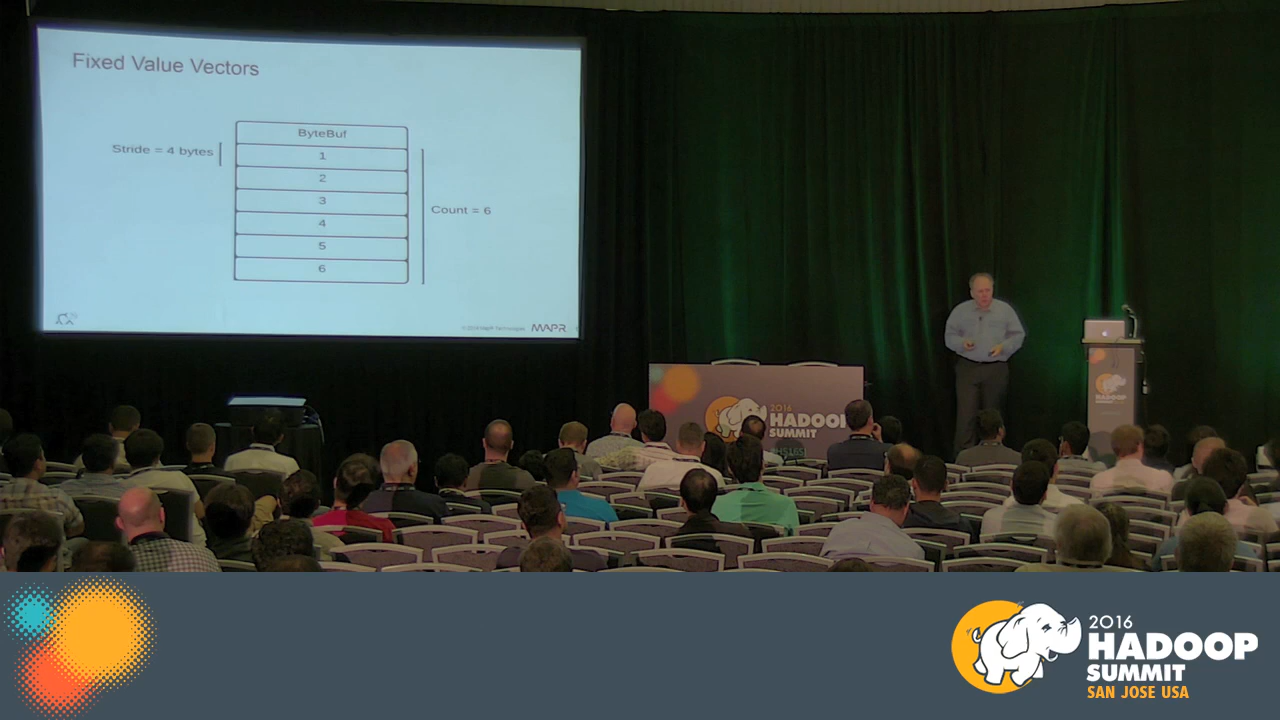 Fixed Value Vectors
ByteBuf
Stride = 4 bytes
1
2
3
4
5
6
Count = 6
MAPR
2016
HADOOP
SUMMIT
HADOOP
2016
HADOOP
SUMMIT
SAN JOSE USA